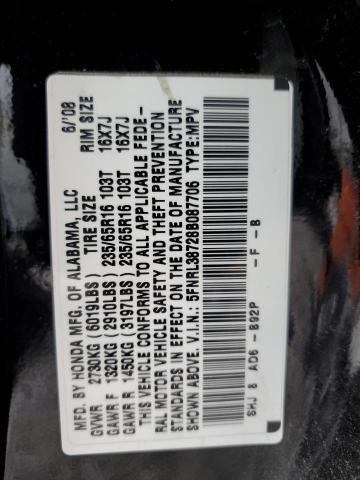 MFD. BY HONDA MFG. OF ALABAMA, LLC 6/'08
GVWR 2730KG (6019LBS) TIRE SIZE RIM SIZE
GAWR F 1320KG (2910LBS) 235/65R16 103T 16X7J
GAWR R 1450KG (3197LBS) 235/65R16 103T 16X7J
THIS VEHICLE CONFORMS TO ALL APPLICABLE FEDE-
RAL MOTOR VEHICLE SAFETY AND THEFT PREVENTION
STANDARDS IN EFFECT ON THE DATE OF MANUFACTURE
SHOWN ABOVE. V.I.N.: 5FNRL38728B087706 TYPE:MPV
SHJ 8 AD6 -B92P -F -B